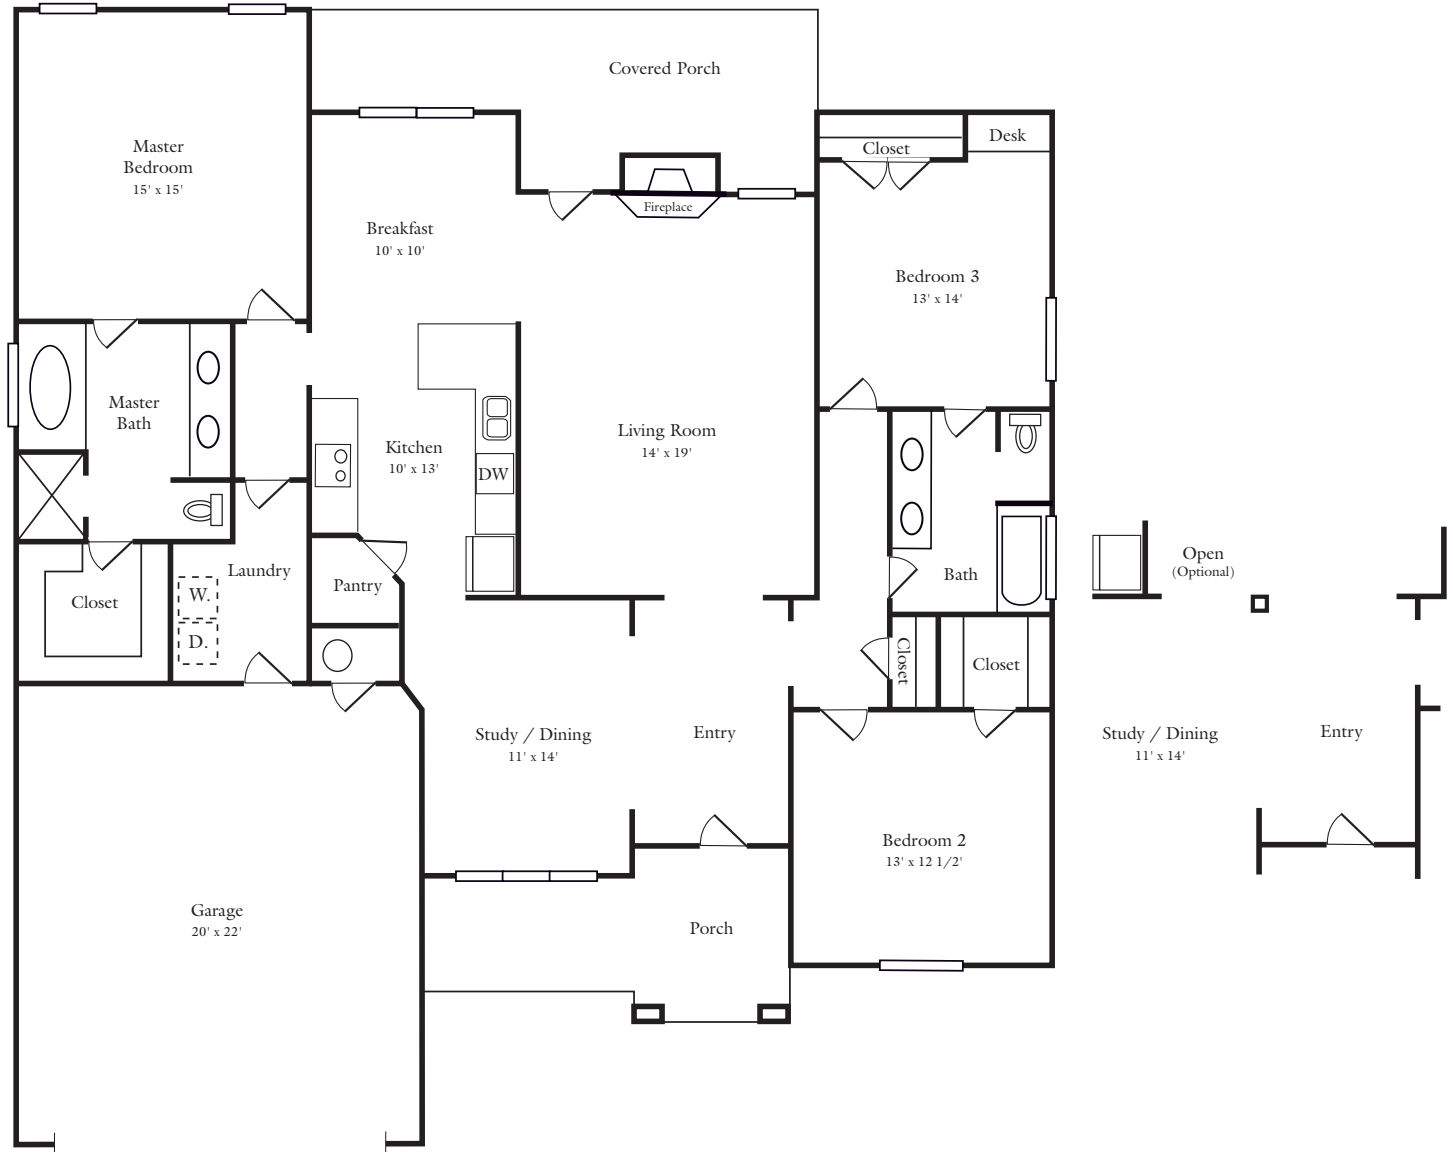 Covered Porch
Master
Bedroom
15' x 15'
Closet
Desk
Fireplace
Breakfast
10' x 10'
Bedroom 3
13' x 14'
Master
Bath
Kitchen
10' x 13'
DW
Living Room
14' x 19'
Laundry
W.
D.
Closet
Pantry
Bath
Open
(Optional)
Closet
Closet
Study / Dining
11' x 14'
Entry
Study / Dining
11' x 14'
Entry
Bedroom 2
13' x 12 1/2'
Garage
20' x 22'
Porch